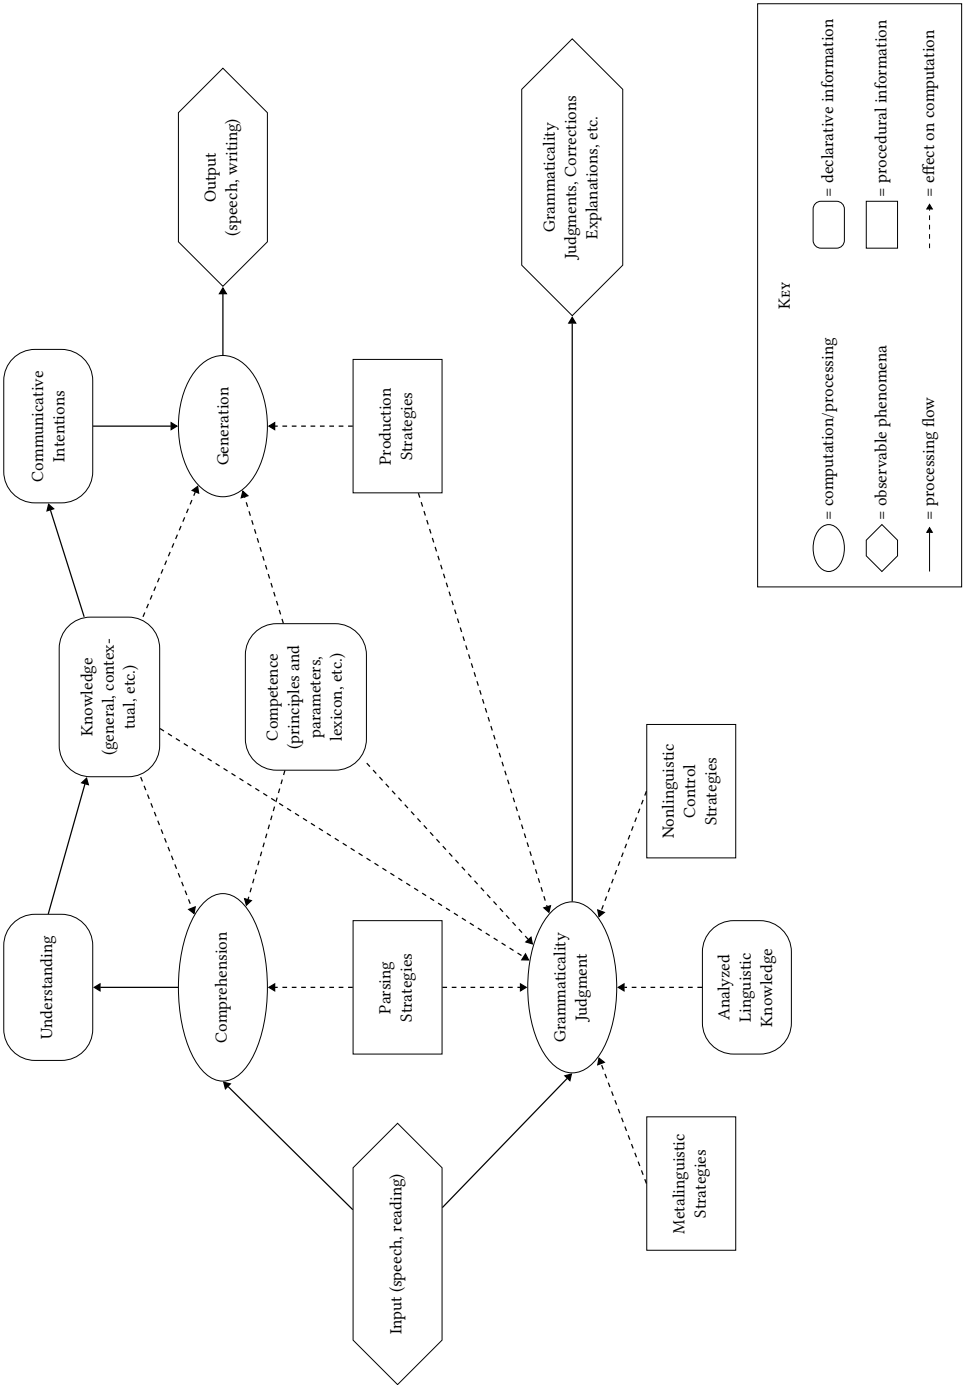 Understanding
Communicative
Intentions
Knowledge
(general, contex-
tual, etc.)
Comprehension
Generation
Output
(speech, writing)
Competence
(principles and
parameters,
lexicon, etc.)
Input (speech, reading)
Parsing
Strategies
Production
Strategies
Grammaticality
Judgment
Grammaticality
Judgments, Corrections
Explanations, etc.
Metalinguistic
Strategies
Nonlinguistic
Control
Strategies
Analyzed
Linguistic
Knowledge
KEY
= computation/processing
= declarative information
= observable phenomena
= procedural information
= processing flow
= effect on computation